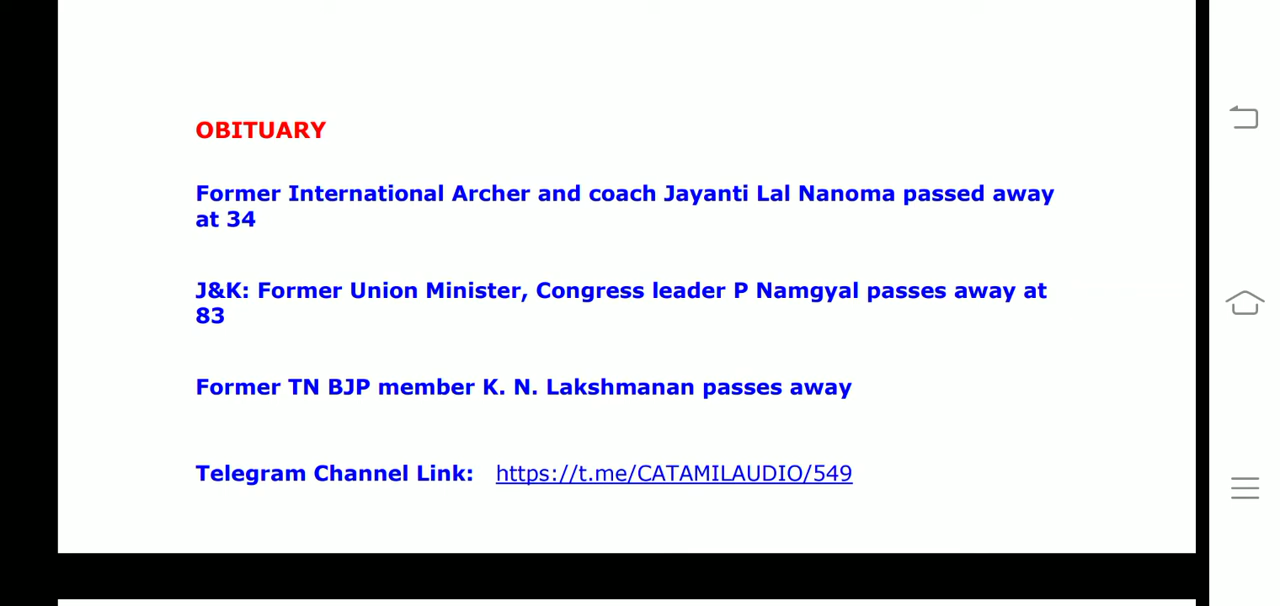 OBITUARY
Former International Archer and coach Jayanti Lal Nanoma passed away
at 34
J&K: Former Union Minister, Congress leader P Namgyal passes away at
83
Former TN BJP member K. N. Lakshmanan passes away
Telegram Channel Link: https://t.me/CATAMILAUDIO/549